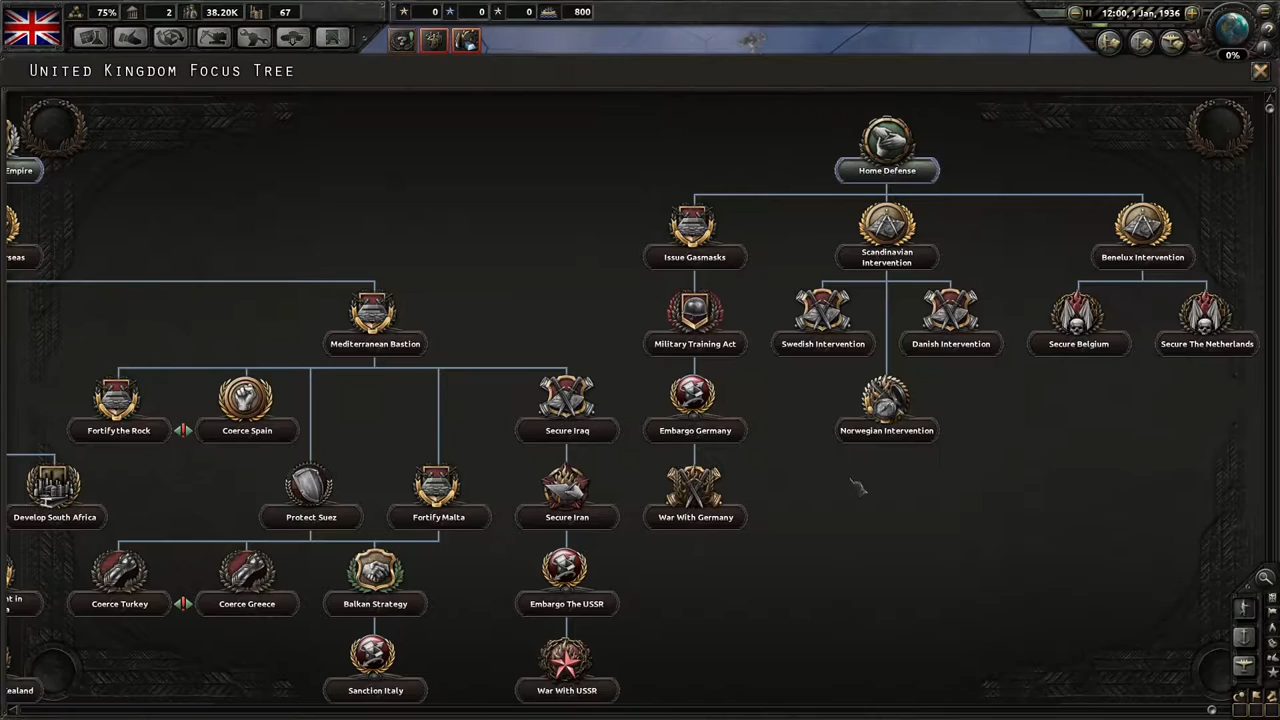 75%
2
38.20K
67
0
0
0
800
12:00, 1 Jan, 1936
0%
United Kingdom Focus Tree
Empire
Home Defense
seas
Issue Gasmasks
Scandinavian
Intervention
Benelux Intervention
Mediterranean Bastion
Military Training Act
Swedish Intervention
Danish Intervention
Secure Belgium
Secure The Netherlands
Fortify the Rock
Coerce Spain
Secure Iraq
Embargo Germany
Norwegian Intervention
Develop South Africa
Protect Suez
Fortify Malta
Secure Iran
War With Germany
nt in
a
Coerce Turkey
Coerce Greece
Balkan Strategy
Embargo The USSR
ealand
Sanction Italy
War With USSR